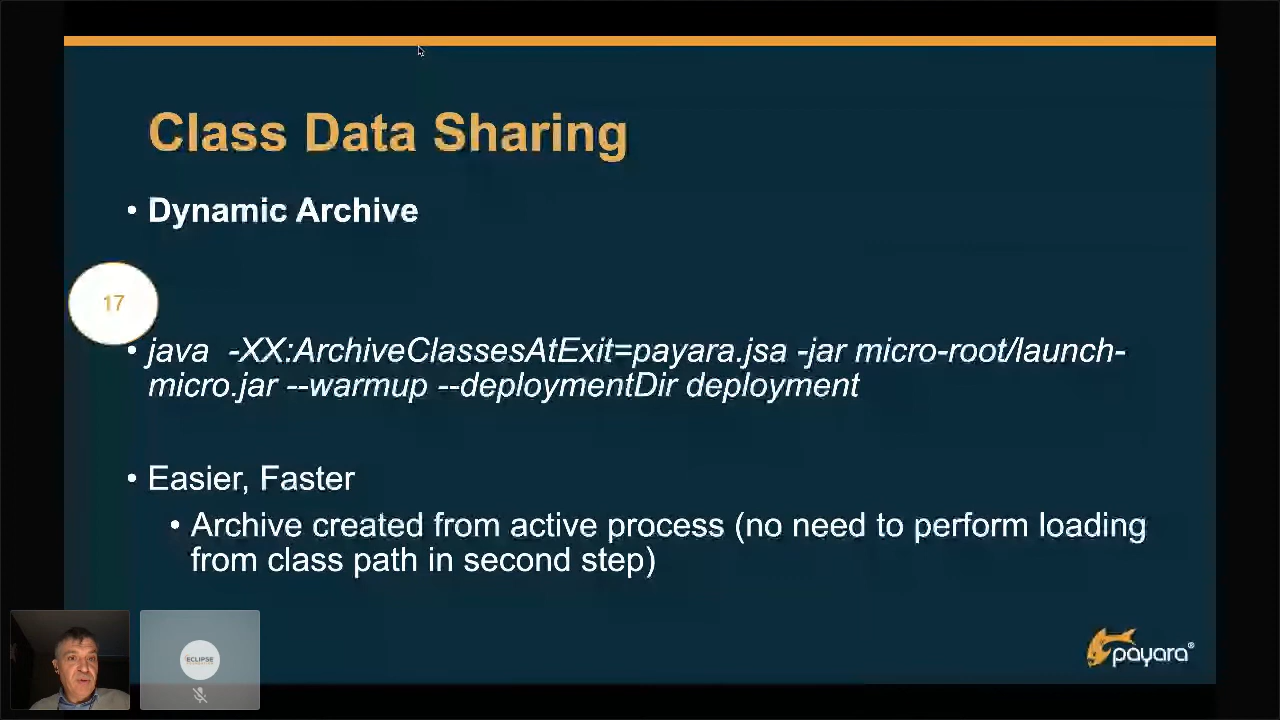 Class Data Sharing
• Dynamic Archive
17
• java -XX:ArchiveClassesAtExit=payara.jsa -jar micro-root/launch-
micro.jar --warmup --deploymentDir deployment
• Easier, Faster
• Archive created from active process (no need to perform loading
from class path in second step)
ECLIPSE
payara®